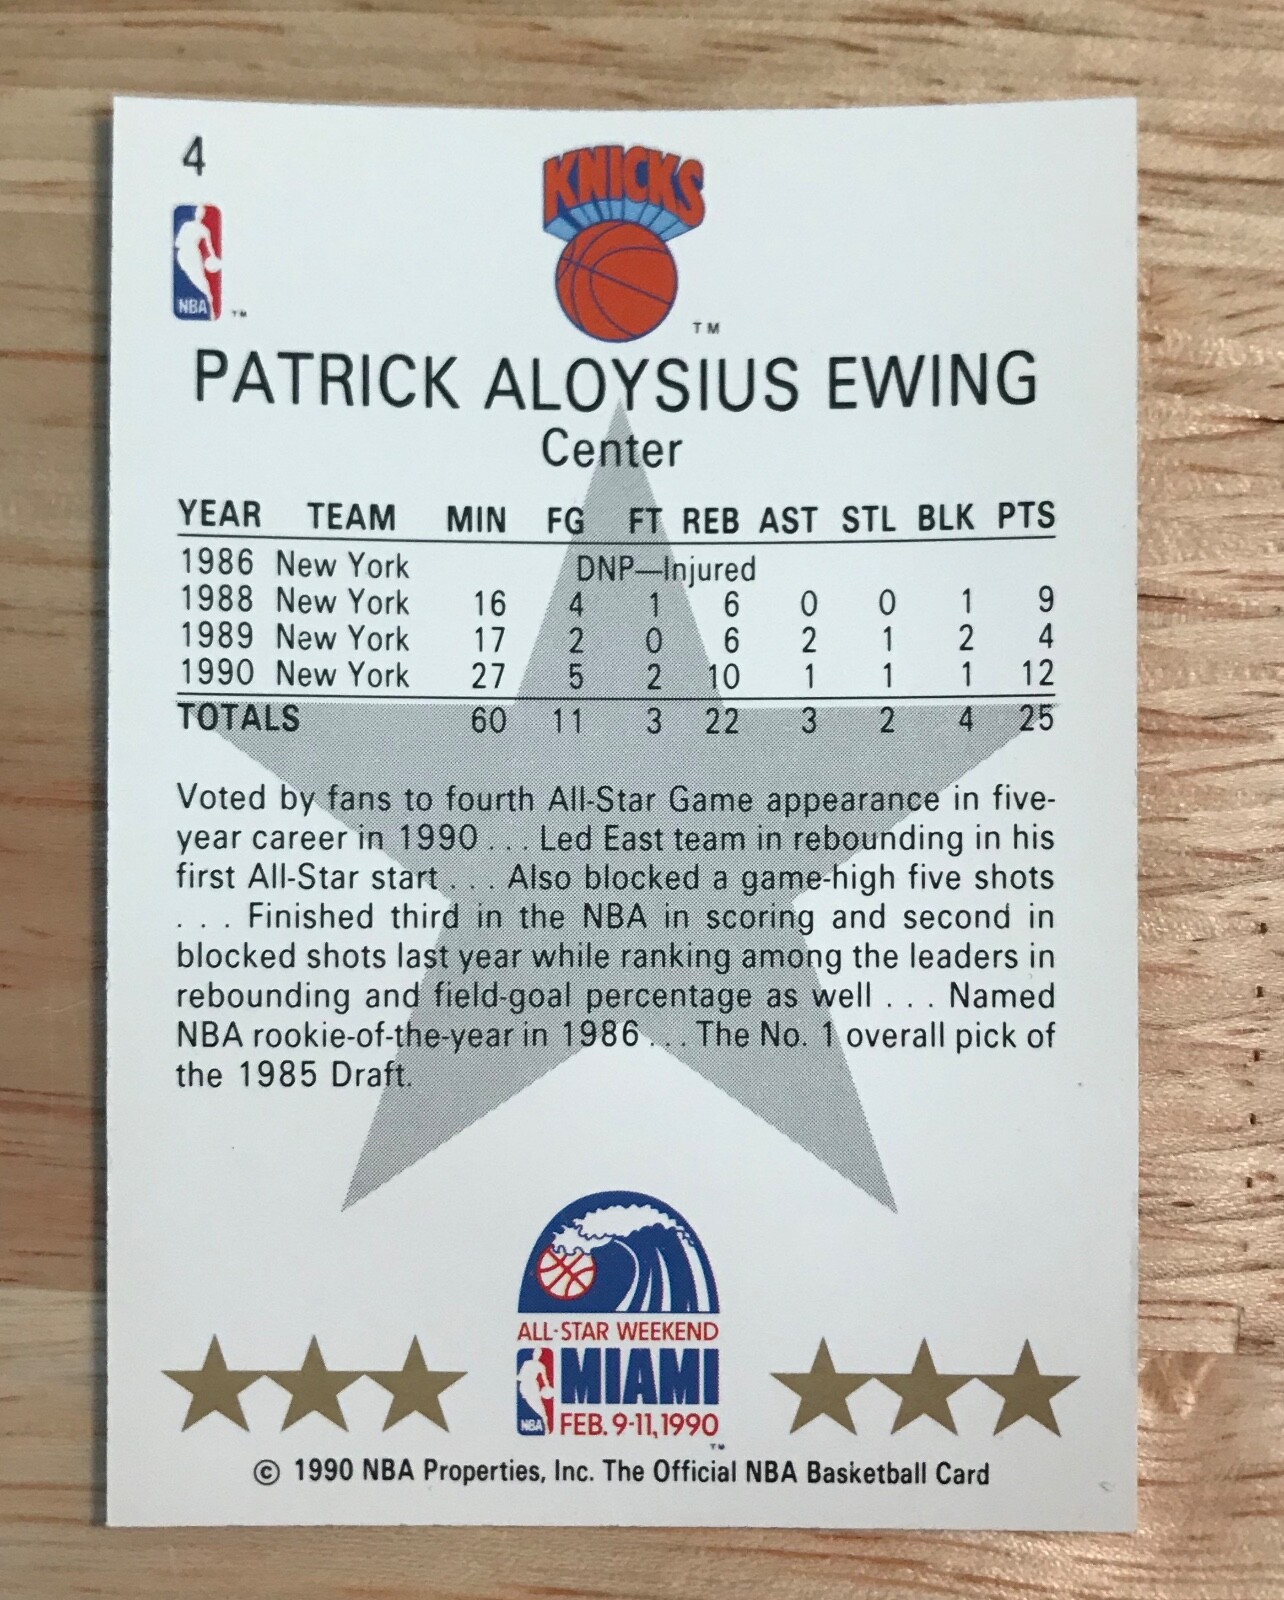 4
KNICKS
NBA
TM
TM
PATRICK ALOYSIUS EWING
Center
YEAR TEAM MIN FG FT REB AST STL BLK PTS
1986 New York DNP—Injured
1988 New York 16 4 1 6 0 0 1 9
1989 New York 17 2 0 6 2 1 2 4
1990 New York 27 5 2 10 1 1 1 12
TOTALS 60 11 3 22 3 2 4 25
Voted by fans to fourth All-Star Game appearance in five-
year career in 1990 . . . Led East team in rebounding in his
first All-Star start . . . Also blocked a game-high five shots
. . . Finished third in the NBA in scoring and second in
blocked shots last year while ranking among the leaders in
rebounding and field-goal percentage as well . . . Named
NBA rookie-of-the-year in 1986 . . . The No. 1 overall pick of
the 1985 Draft.
ALL-STAR WEEKEND
MIAMI
NBA FEB. 9-11, 1990
TM
© 1990 NBA Properties, Inc. The Official NBA Basketball Card